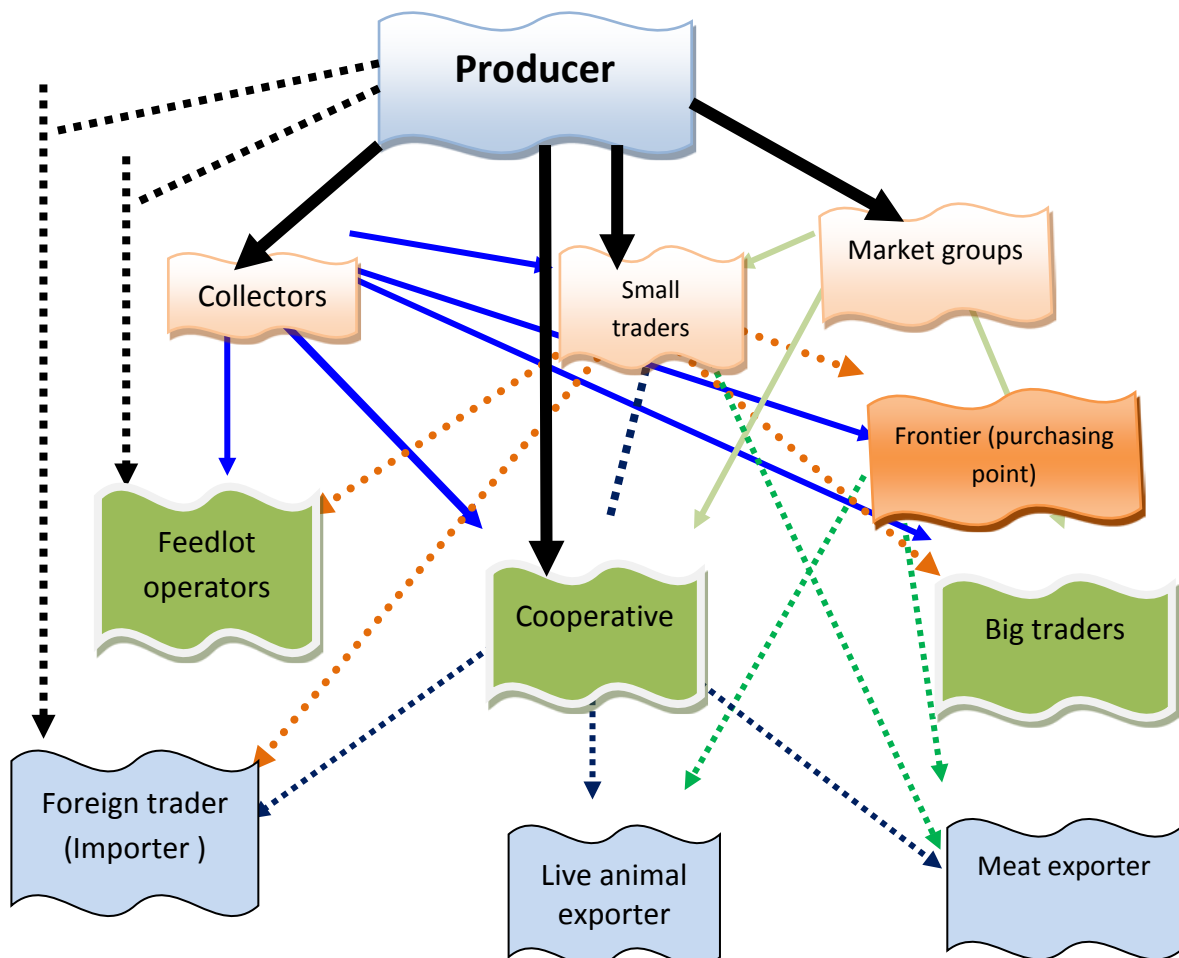 Producer
Collectors
Small
traders
Market groups
Frontier (purchasing
point)
Feedlot
operators
Cooperative
Big traders
Foreign trader
(Importer )
Live animal
exporter
Meat exporter